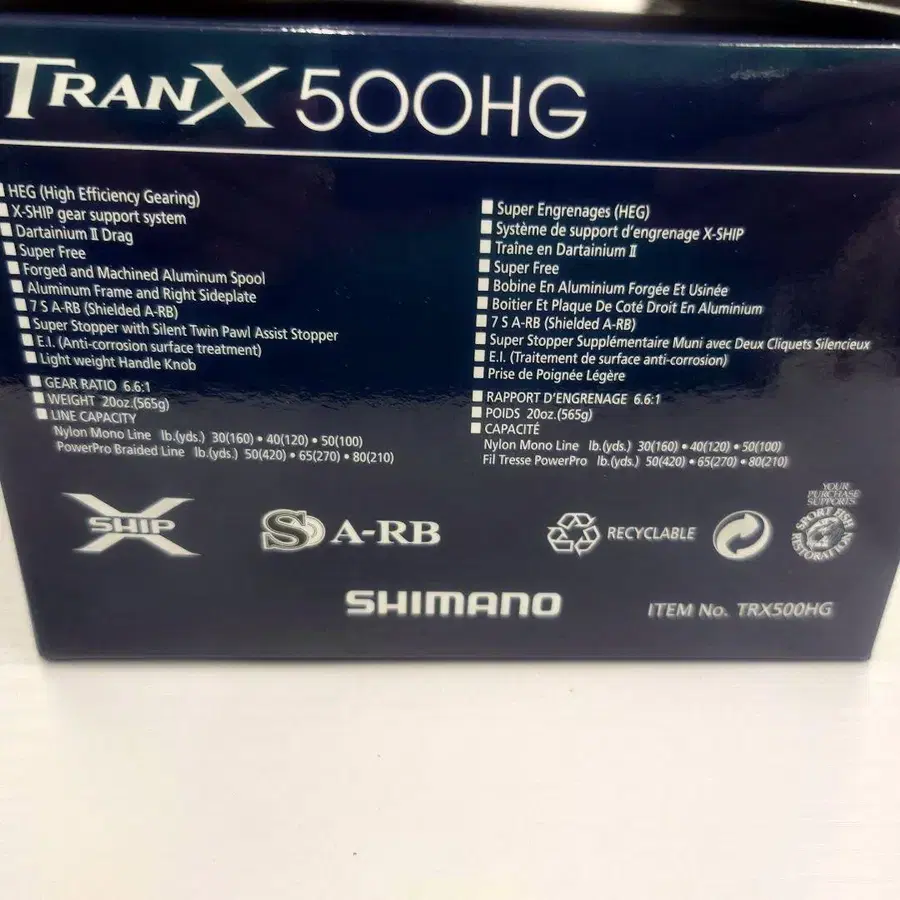 TRANX 500HG
HEG (High Efficiency Gearing)
X-SHIP gear support system
Dartainium II Drag
Super Free
Forged and Machined Aluminum Spool
Aluminum Frame and Right Sideplate
7 S A-RB (Shielded A-RB)
Super Stopper with Silent Twin Pawl Assist Stopper
E.I. (Anti-corrosion surface treatment)
Light weight Handle Knob
GEAR RATIO 6.6:1
WEIGHT 20oz.(565g)
LINE CAPACITY
Nylon Mono Line lb.(yds.) 30(160) • 40(120) • 50(100)
PowerPro Braided Line lb.(yds.) 50(420) • 65(270) • 80(210)
Super Engrenages (HEG)
Système de support d'engrenage X-SHIP
Traîne en Dartainium II
Super Free
Bobine En Aluminium Forgée Et Usinée
Boitier Et Plaque De Coté Droit En Aluminium
7 S A-RB (Shielded A-RB)
Super Stopper Supplémentaire Muni avec Deux Cliquets Silencieux
E.I. (Traitement de surface anti-corrosion)
Prise de Poignée Légère
RAPPORT D'ENGRENAGE 6.6:1
POIDS 20oz.(565g)
CAPACITÉ
Nylon Mono Line lb.(yds.) 30(160) • 40(120) • 50(100)
Fil Tresse PowerPro lb.(yds.) 50(420) • 65(270) • 80(210)
X SHIP
S A-RB
RECYCLABLE
YOUR
PURCHASE
SUPPORTS
SPORT FISH
RESTORATION
SHIMANO
ITEM No. TRX500HG